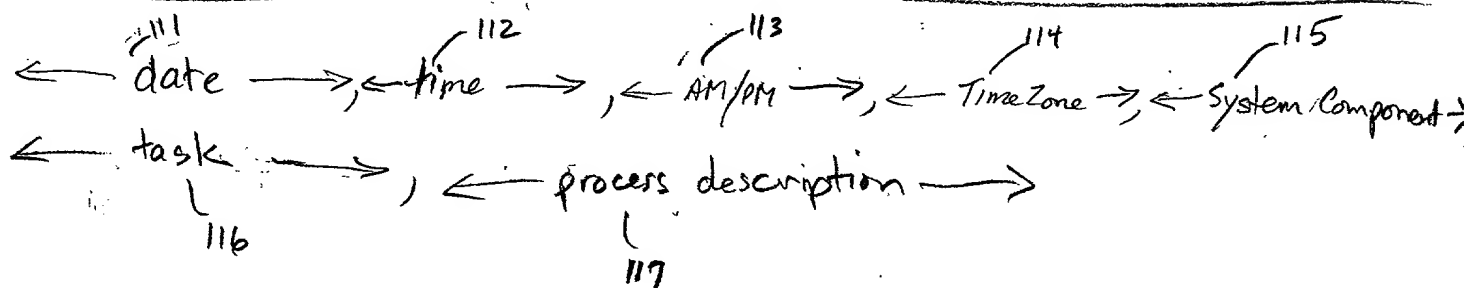 111 112 113 114 115
←date→, ←time→, ←AM/PM→, ←TimeZone→, ←System Component→
←task→, ←process description→
116 117